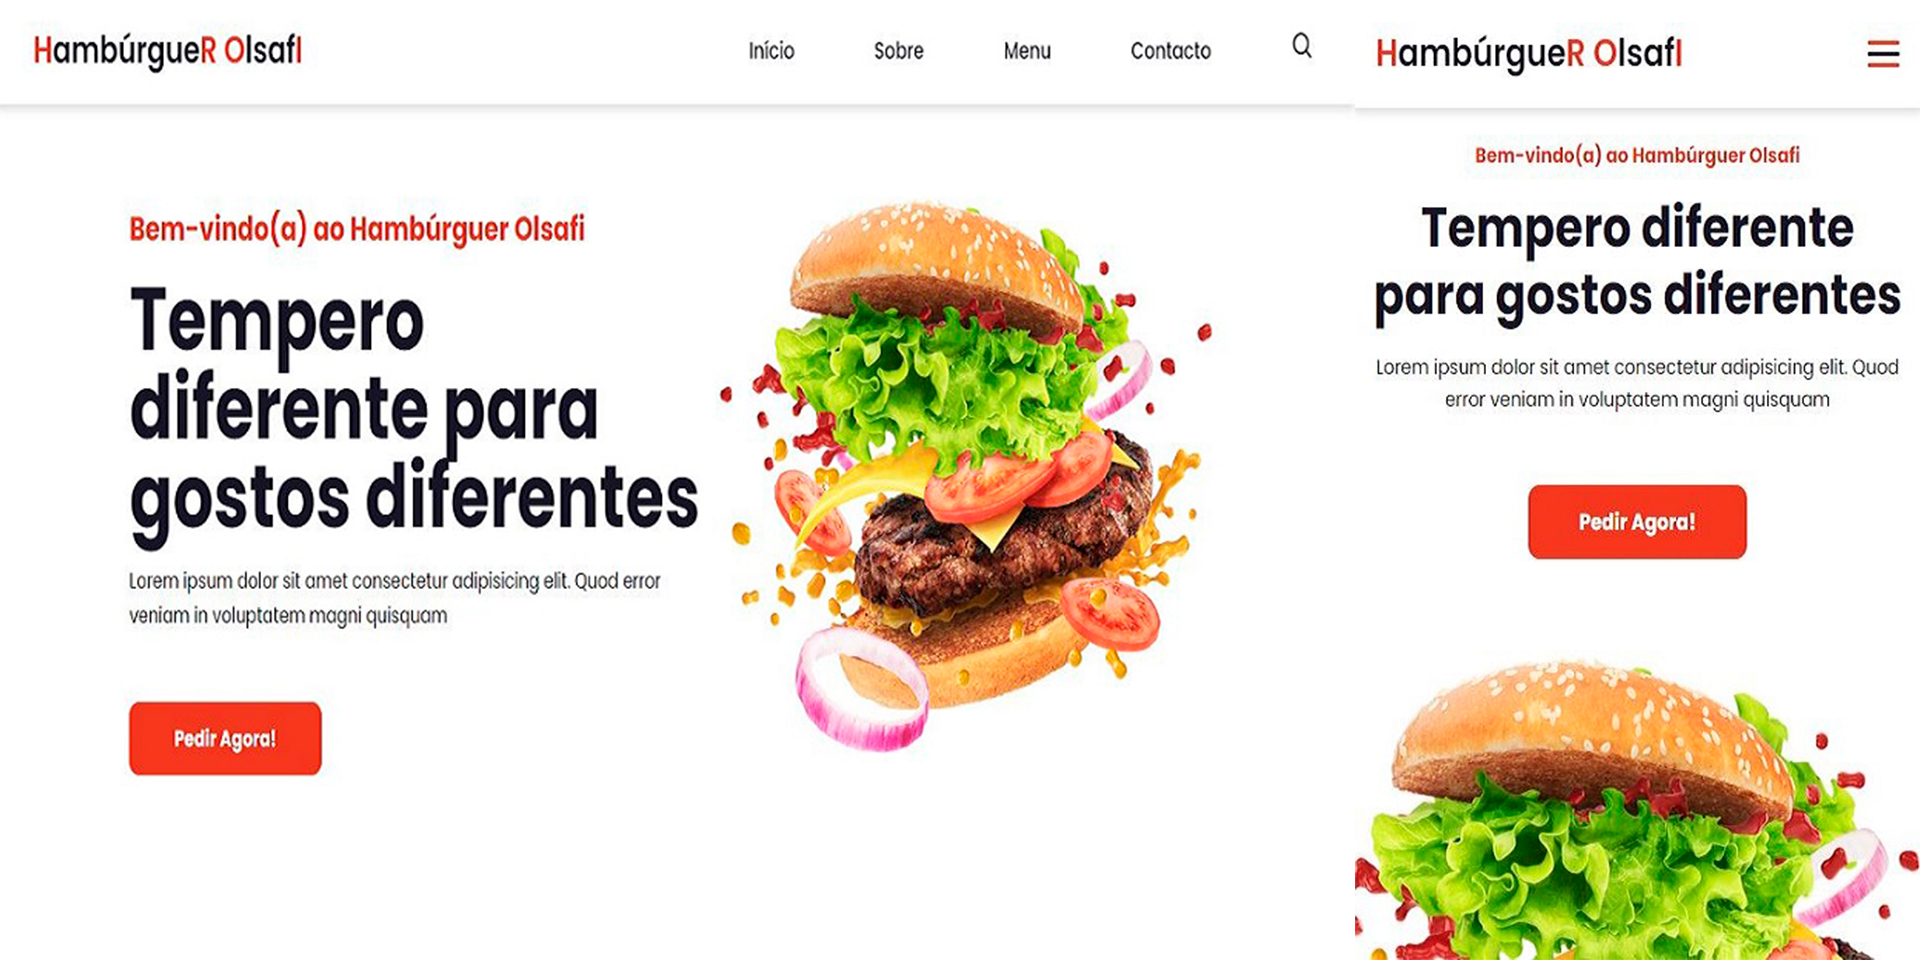 HambúrgueR OlsafI
Início Sobre Menu Contacto
Bem-vindo(a) ao Hambúrguer Olsafi
Tempero
diferente para
gostos diferentes
Lorem ipsum dolor sit amet consectetur adipisicing elit. Quod error
veniam in voluptatem magni quisquam
Pedir Agora!
HambúrgueR OlsafI
Bem-vindo(a) ao Hambúrguer Olsafi
Tempero diferente
para gostos diferentes
Lorem ipsum dolor sit amet consectetur adipisicing elit. Quod
error veniam in voluptatem magni quisquam
Pedir Agora!